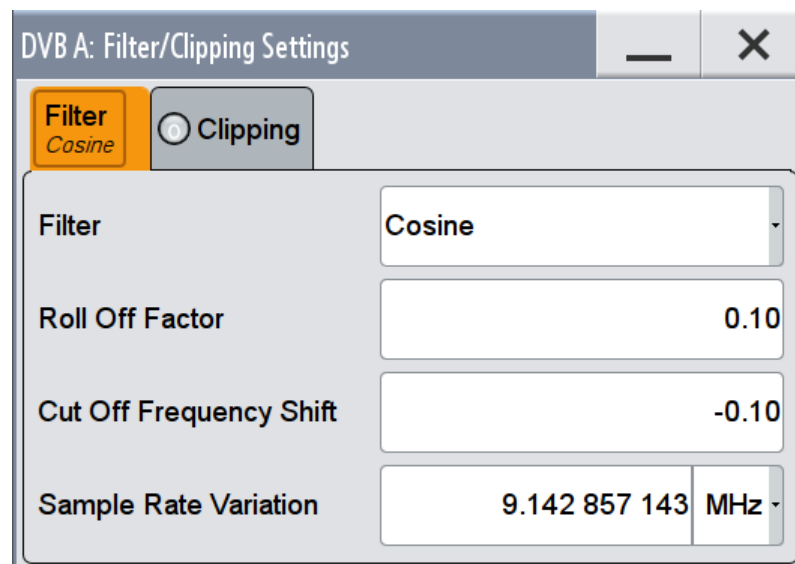 DVB A: Filter/Clipping Settings
Filter
Cosine
0 Clipping
Filter Cosine
Roll Off Factor 0.10
Cut Off Frequency Shift -0.10
Sample Rate Variation 9.142 857 143 MHz